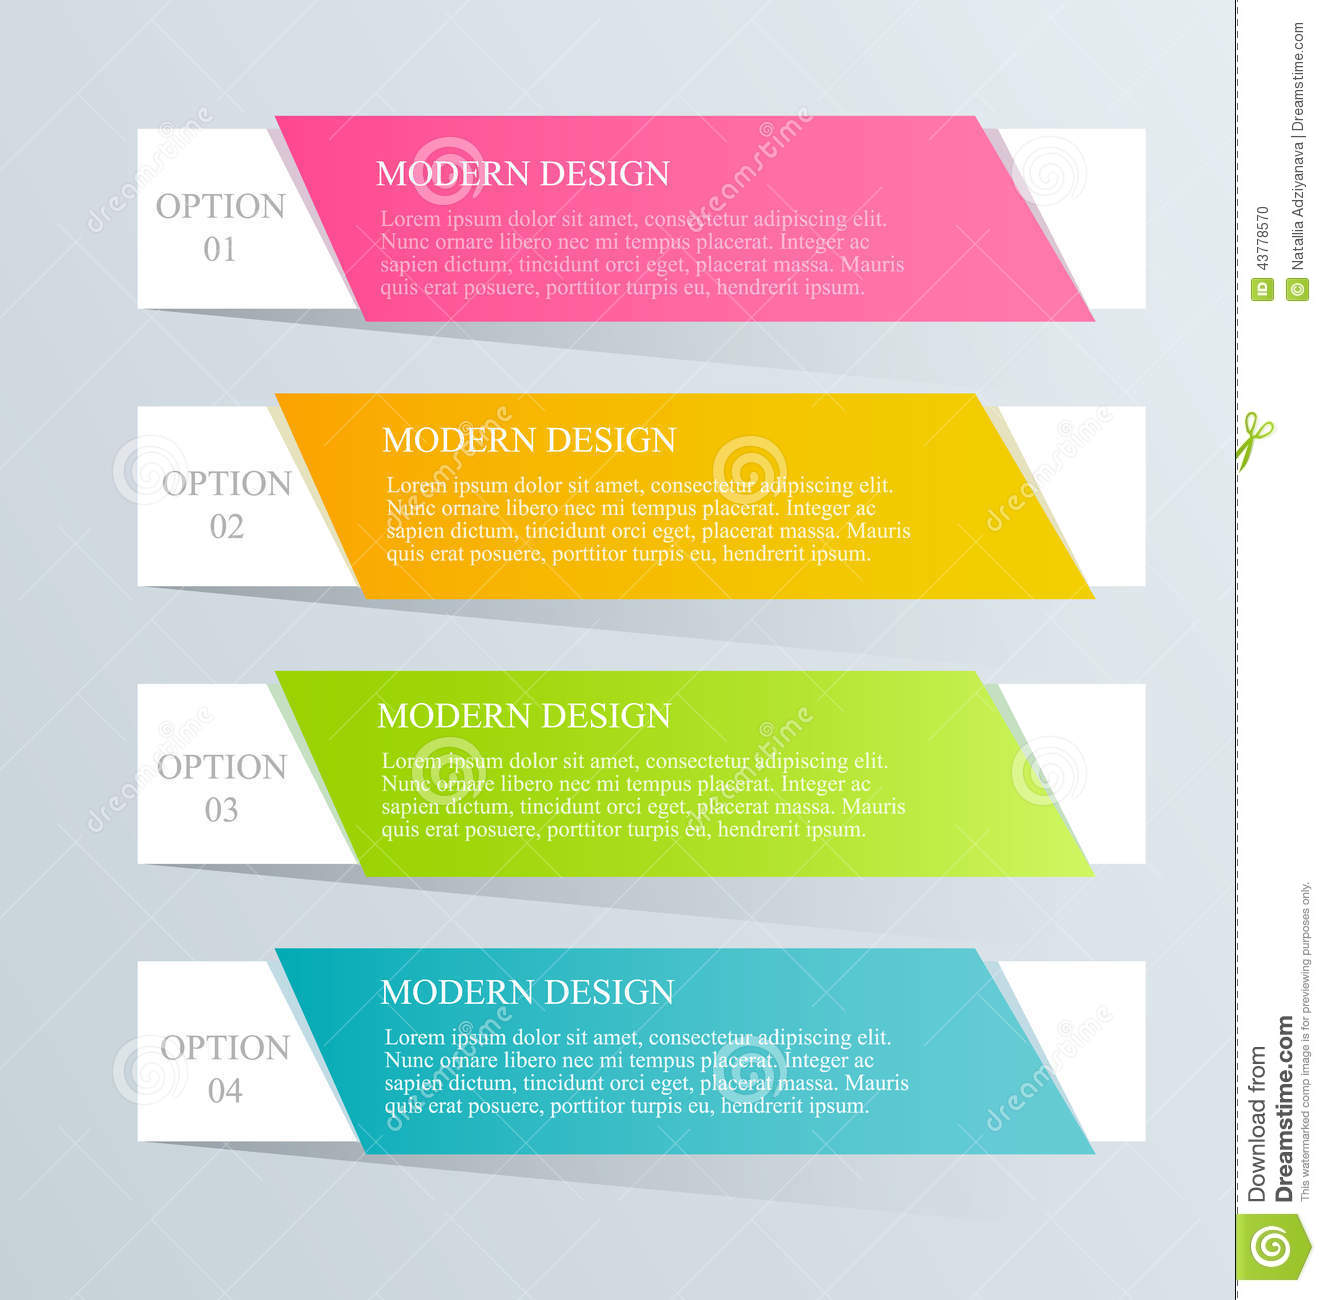 OPTION
01
MODERN DESIGN
Lorem ipsum dolor sit amet, consectetur adipiscing elit.
Nunc ornare libero nec mi tempus placerat. Integer ac
sapien dictum, tincidunt orci eget, placerat massa. Mauris
quis erat posuere, porttitor turpis eu, hendrerit ipsum.
OPTION
02
MODERN DESIGN
Lorem ipsum dolor sit amet, consectetur adipiscing elit.
Nunc ornare libero nec mi tempus placerat. Integer ac
sapien dictum, tincidunt orci eget, placerat massa. Mauris
quis erat posuere, porttitor turpis eu, hendrerit ipsum.
OPTION
03
MODERN DESIGN
Lorem ipsum dolor sit amet, consectetur adipiscing elit.
Nunc ornare libero nec mi tempus placerat. Integer ac
sapien dictum, tincidunt orci eget, placerat massa. Mauris
quis erat posuere, porttitor turpis eu, hendrerit ipsum.
OPTION
04
MODERN DESIGN
Lorem ipsum dolor sit amet, consectetur adipiscing elit.
Nunc ornare libero nec mi tempus placerat. Integer ac
sapien dictum, tincidunt orci eget, placerat massa. Mauris
quis erat posuere, porttitor turpis eu, hendrerit ipsum.
dreamstime
dreamstime
dreamstime
dreamstime
dreamstime
dreamstime
dreamstime
dreamstime
Download from
Dreamstime.com
This watermarked comp image is for previewing purposes only.
ID 43778570
© Natallia Adziyanava | Dreamstime.com